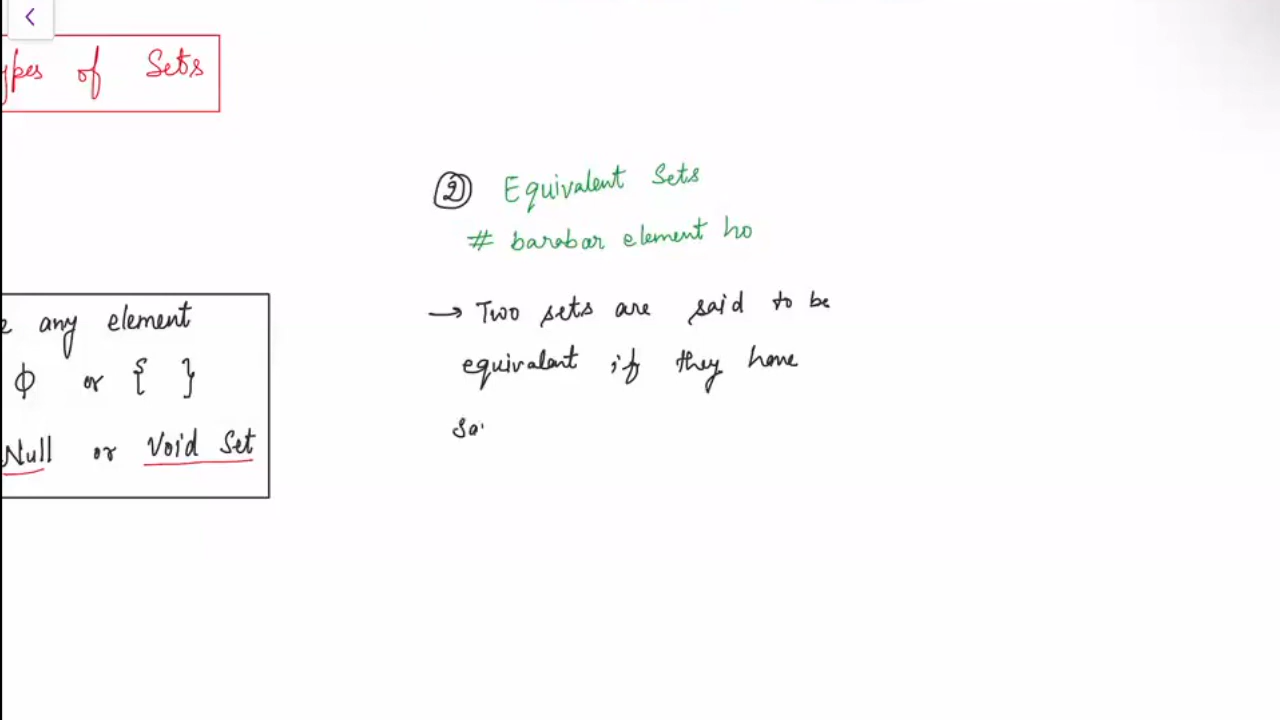 ypes of Sets
any element
ϕ or { }
Null or Void Set
② Equivalent Sets
# barabar element ho
→ Two sets are said to be
equivalent if they have